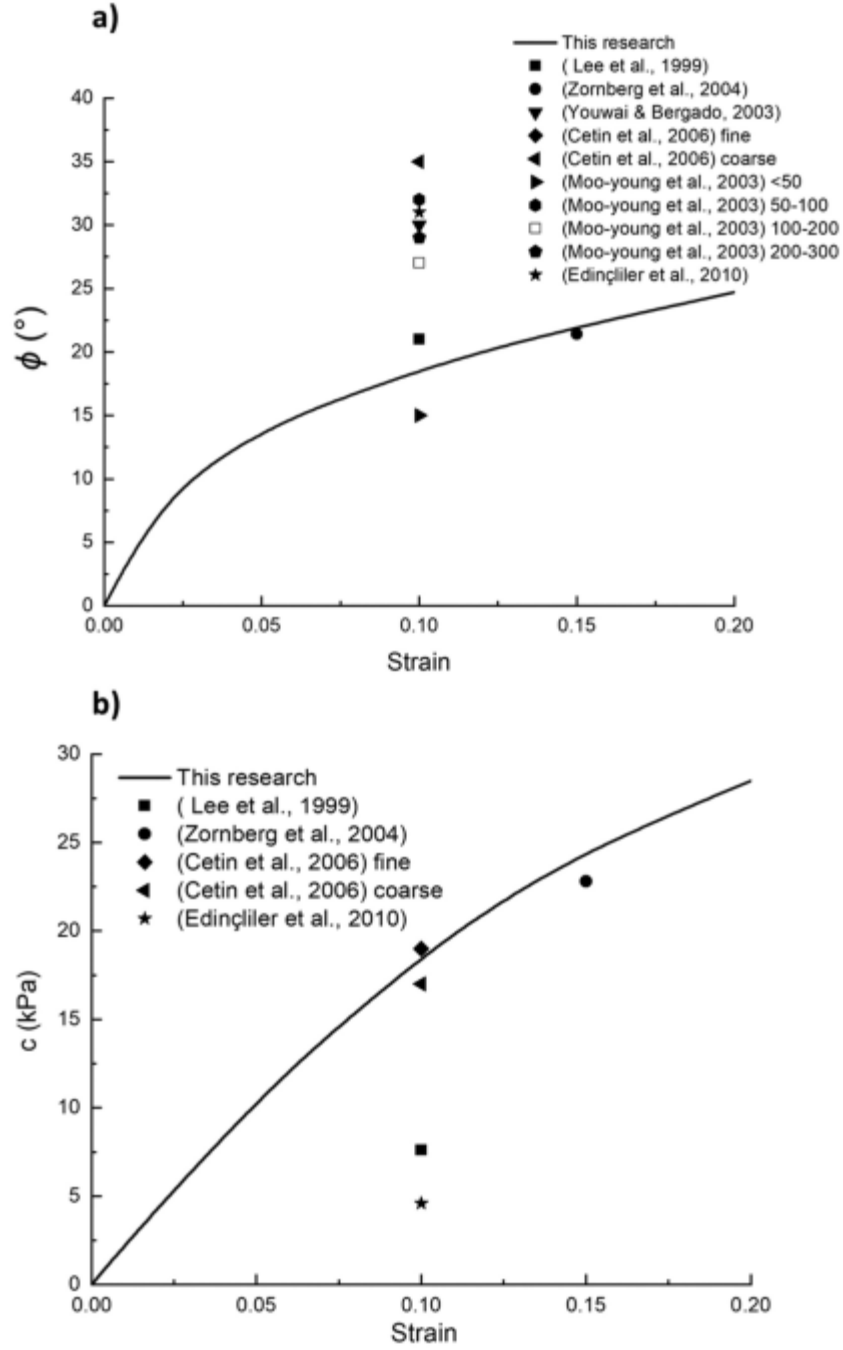 a)
This research
( Lee et al., 1999)
(Zornberg et al., 2004)
(Youwai & Bergado, 2003)
(Cetin et al., 2006) fine
(Cetin et al., 2006) coarse
(Moo-young et al., 2003) <50
(Moo-young et al., 2003) 50-100
(Moo-young et al., 2003) 100-200
(Moo-young et al., 2003) 200-300
(Edinçliler et al., 2010)
40
35
30
25
20
15
10
5
0
ϕ (°)
0.00 0.05 0.10 0.15 0.20
Strain
b)
This research
( Lee et al., 1999)
(Zornberg et al., 2004)
(Cetin et al., 2006) fine
(Cetin et al., 2006) coarse
(Edinçliler et al., 2010)
30
25
20
15
10
5
0
c (kPa)
0.00 0.05 0.10 0.15 0.20
Strain